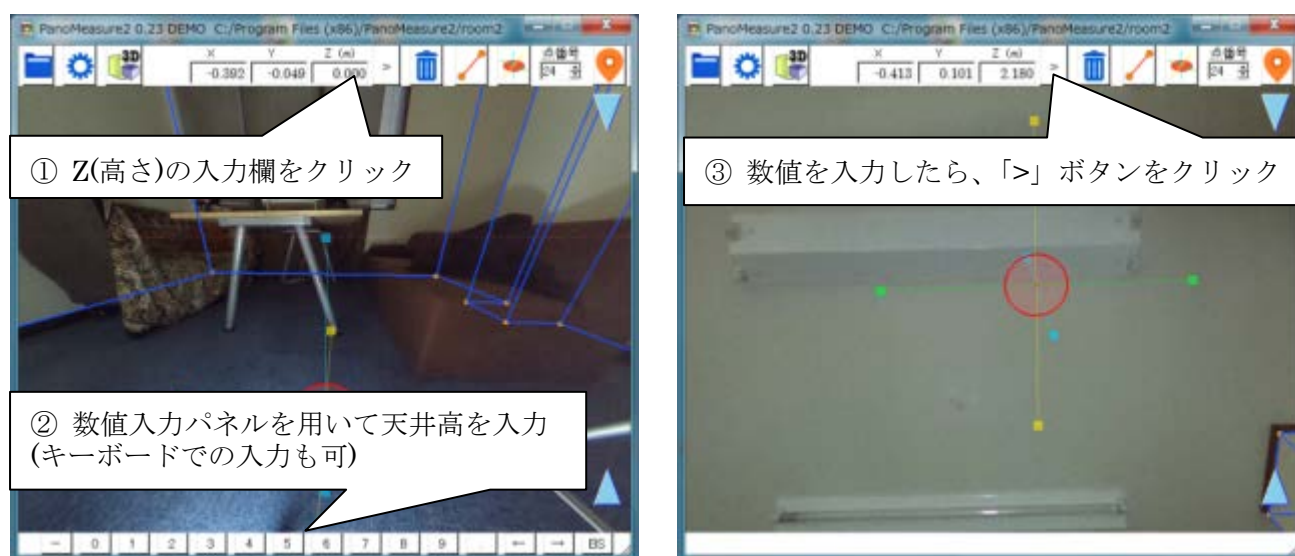 PanoMeasure2 0.23 DEMO C:/Program Files (x86)/PanoMeasure2/room2
3D
X Y Z (m)
-0.392 -0.049 0.000 >
点番号
24
① Z(高さ)の入力欄をクリック
② 数値入力パネルを用いて天井高を入力
(キーボードでの入力も可)
- 0 1 2 3 4 5 6 7 8 9 ← → BS
PanoMeasure2 0.23 DEMO C:/Program Files (x86)/PanoMeasure2/room2
3D
X Y Z (m)
-0.413 0.101 2.180 >
点番号
24
③ 数値を入力したら、「>」ボタンをクリック